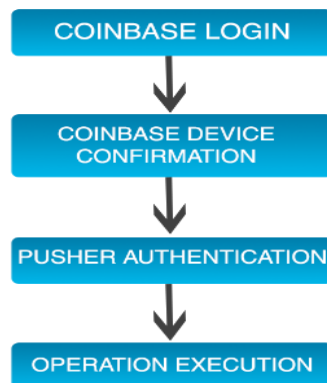 COINBASE LOGIN
COINBASE DEVICE
CONFIRMATION
PUSHER AUTHENTICATION
OPERATION EXECUTION